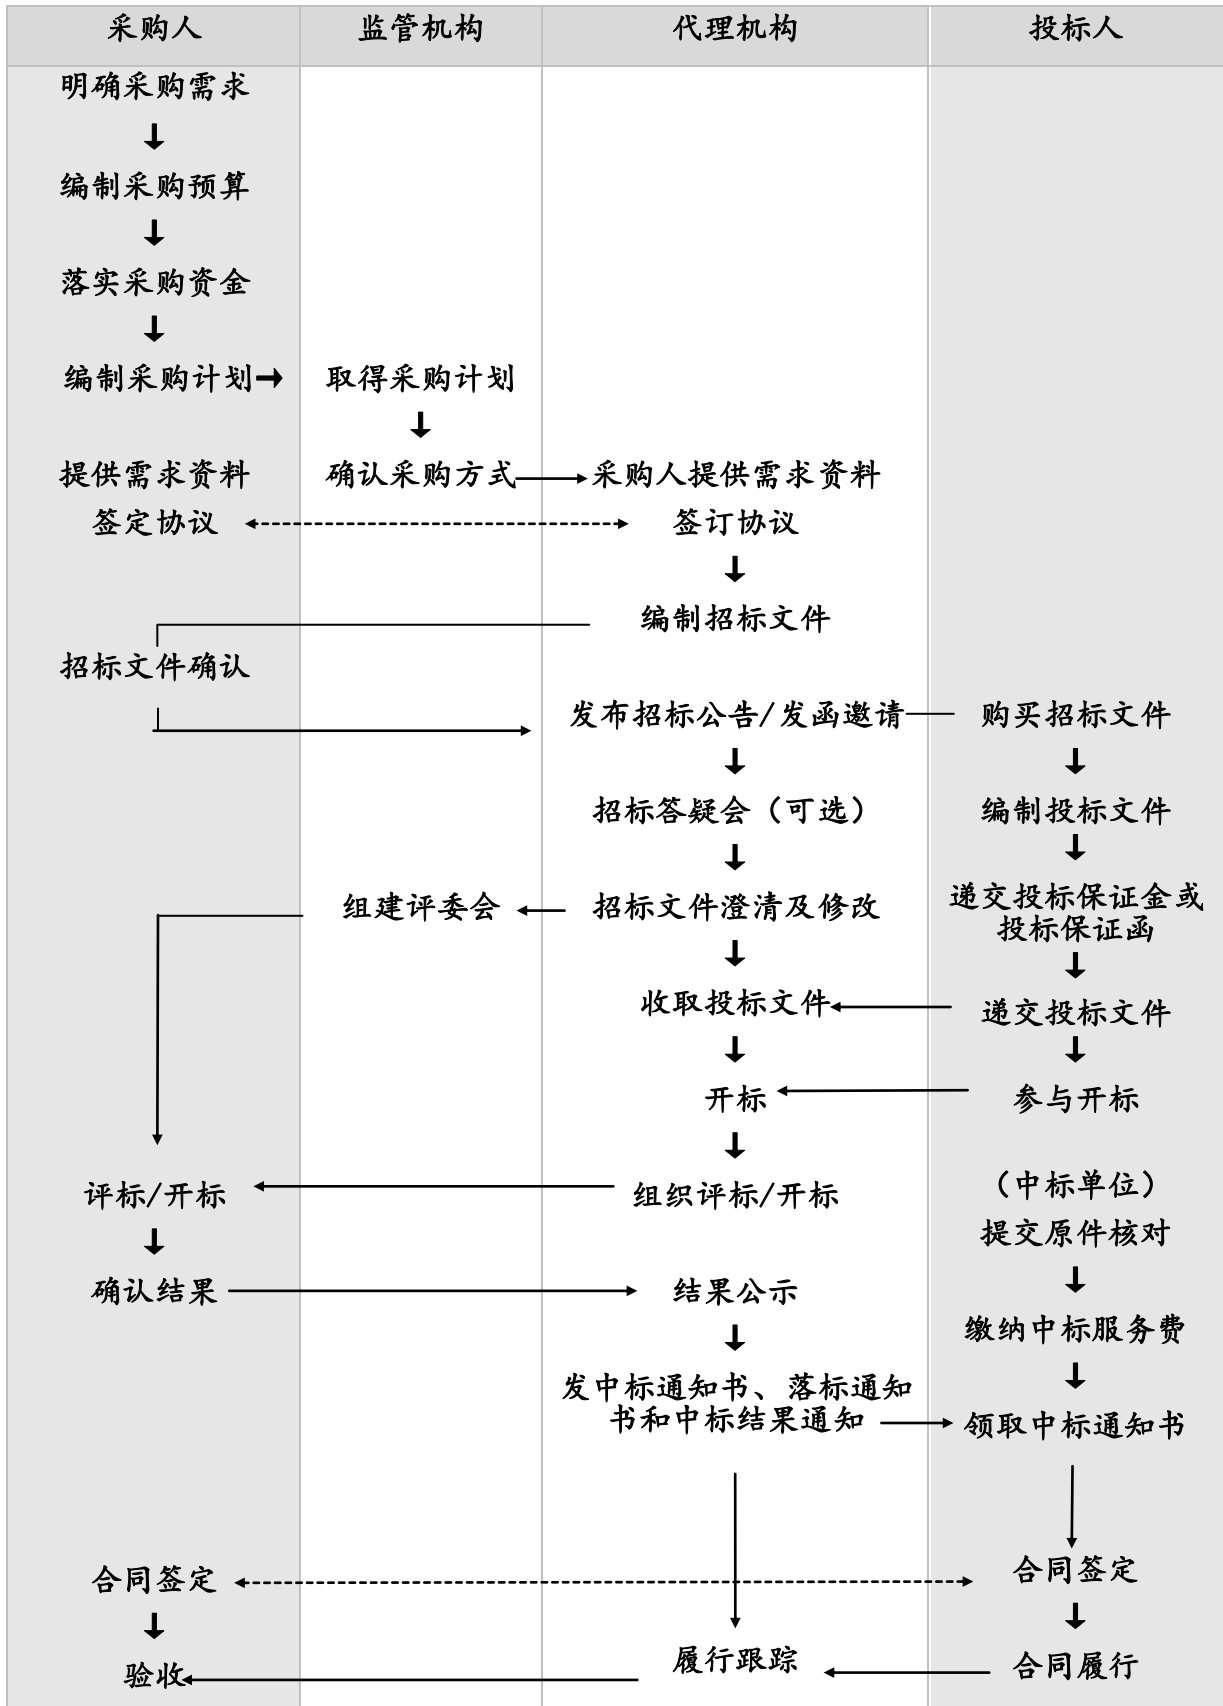 采购人 监管机构 代理机构 投标人
明确采购需求
编制采购预算
落实采购资金
编制采购计划 取得采购计划
提供需求资料 确认采购方式 采购人提供需求资料
签定协议 签订协议
编制招标文件
招标文件确认
发布招标公告/发函邀请 购买招标文件
招标答疑会（可选） 编制投标文件
组建评委会 招标文件澄清及修改 递交投标保证金或
投标保证函
收取投标文件 递交投标文件
开标 参与开标
评标/开标 组织评标/开标 （中标单位）
提交原件核对
确认结果 结果公示
缴纳中标服务费
发中标通知书、落标通知
书和中标结果通知 领取中标通知书
合同签定 合同签定
验收 履行跟踪 合同履行